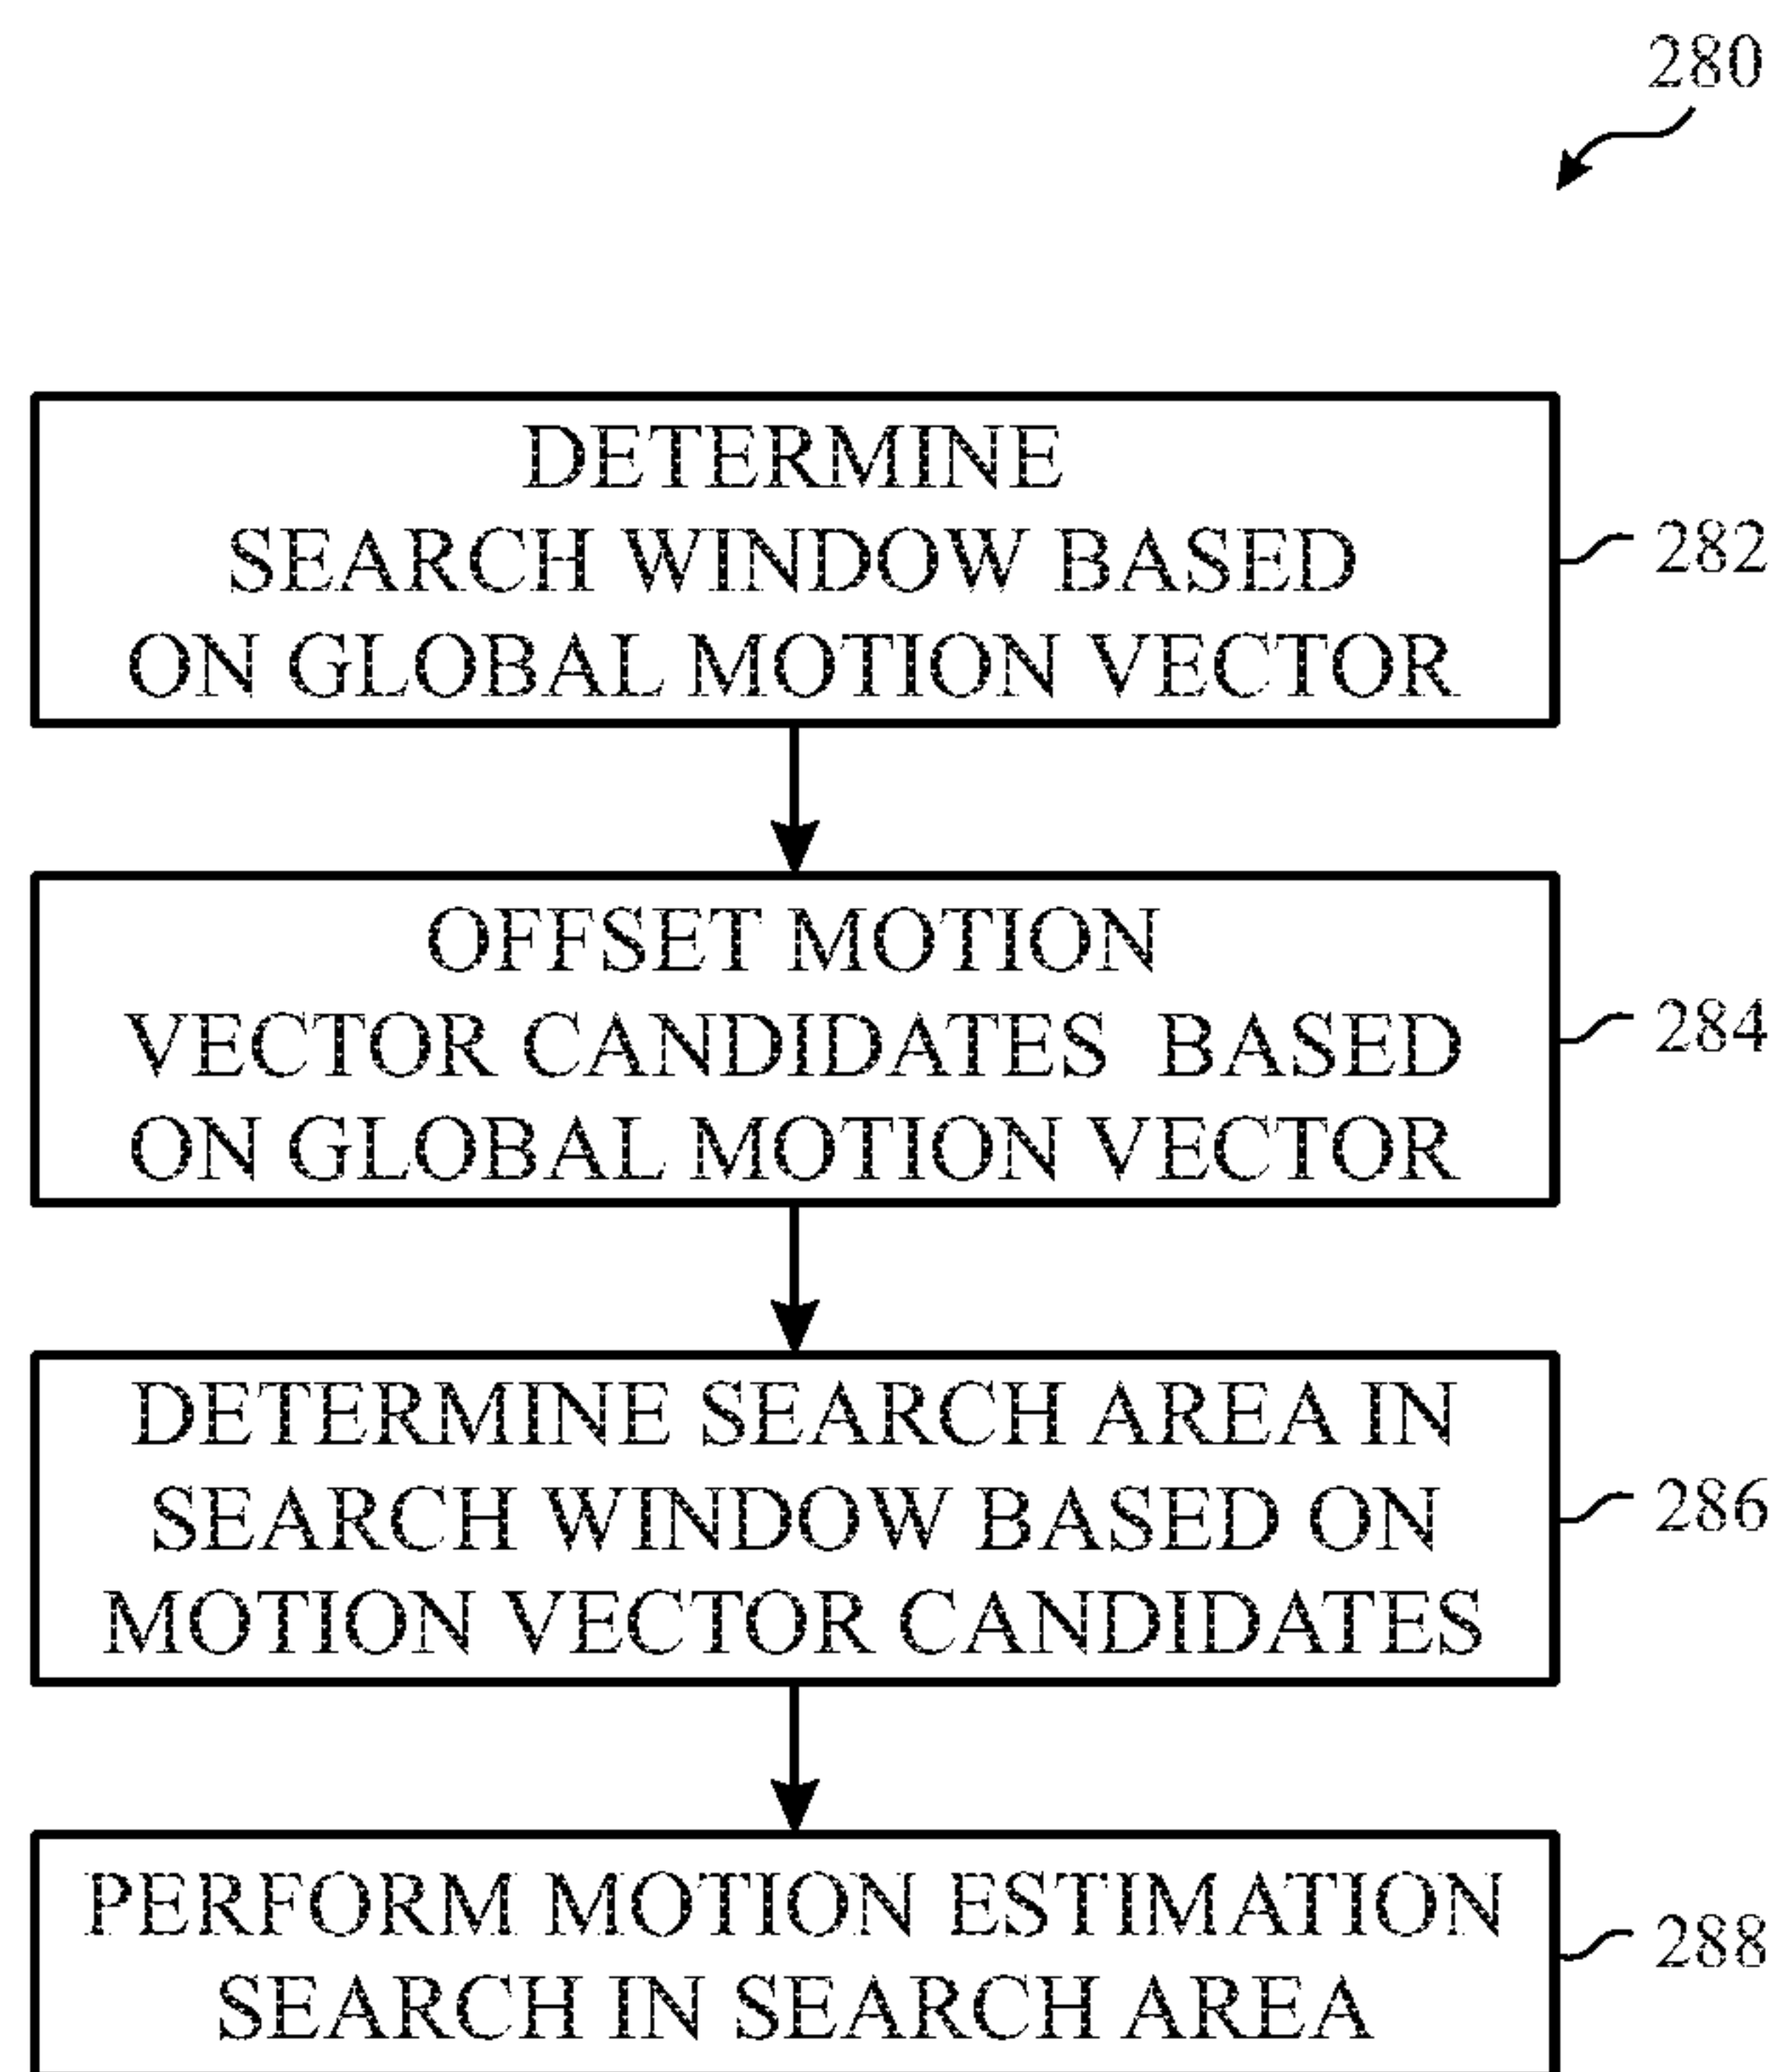 280
DETERMINE
SEARCH WINDOW BASED
ON GLOBAL MOTION VECTOR
282
OFFSET MOTION
VECTOR CANDIDATES BASED
ON GLOBAL MOTION VECTOR
284
DETERMINE SEARCH AREA IN
SEARCH WINDOW BASED ON
MOTION VECTOR CANDIDATES
286
PERFORM MOTION ESTIMATION
SEARCH IN SEARCH AREA
288